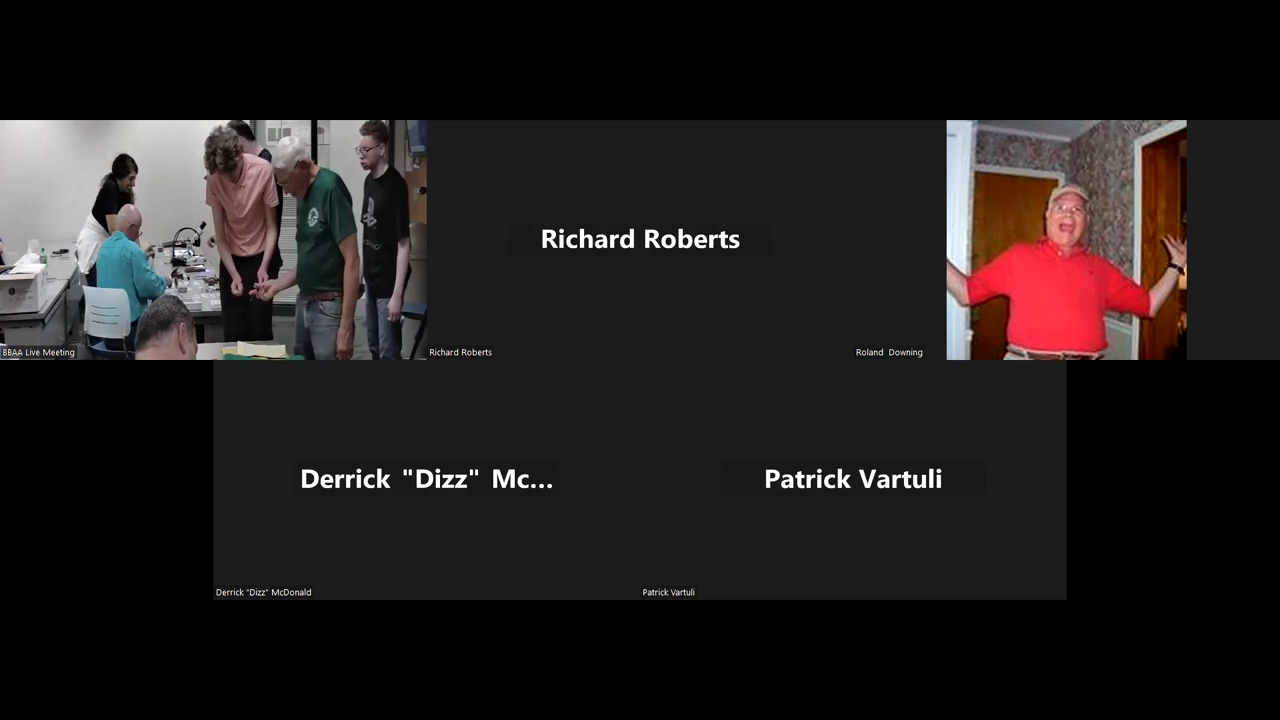 Richard Roberts
BBAA Live Meeting
Richard Roberts
Roland Downing
Derrick "Dizz" Mc...
Patrick Vartuli
Derrick "Dizz" McDonald
Patrick Vartuli